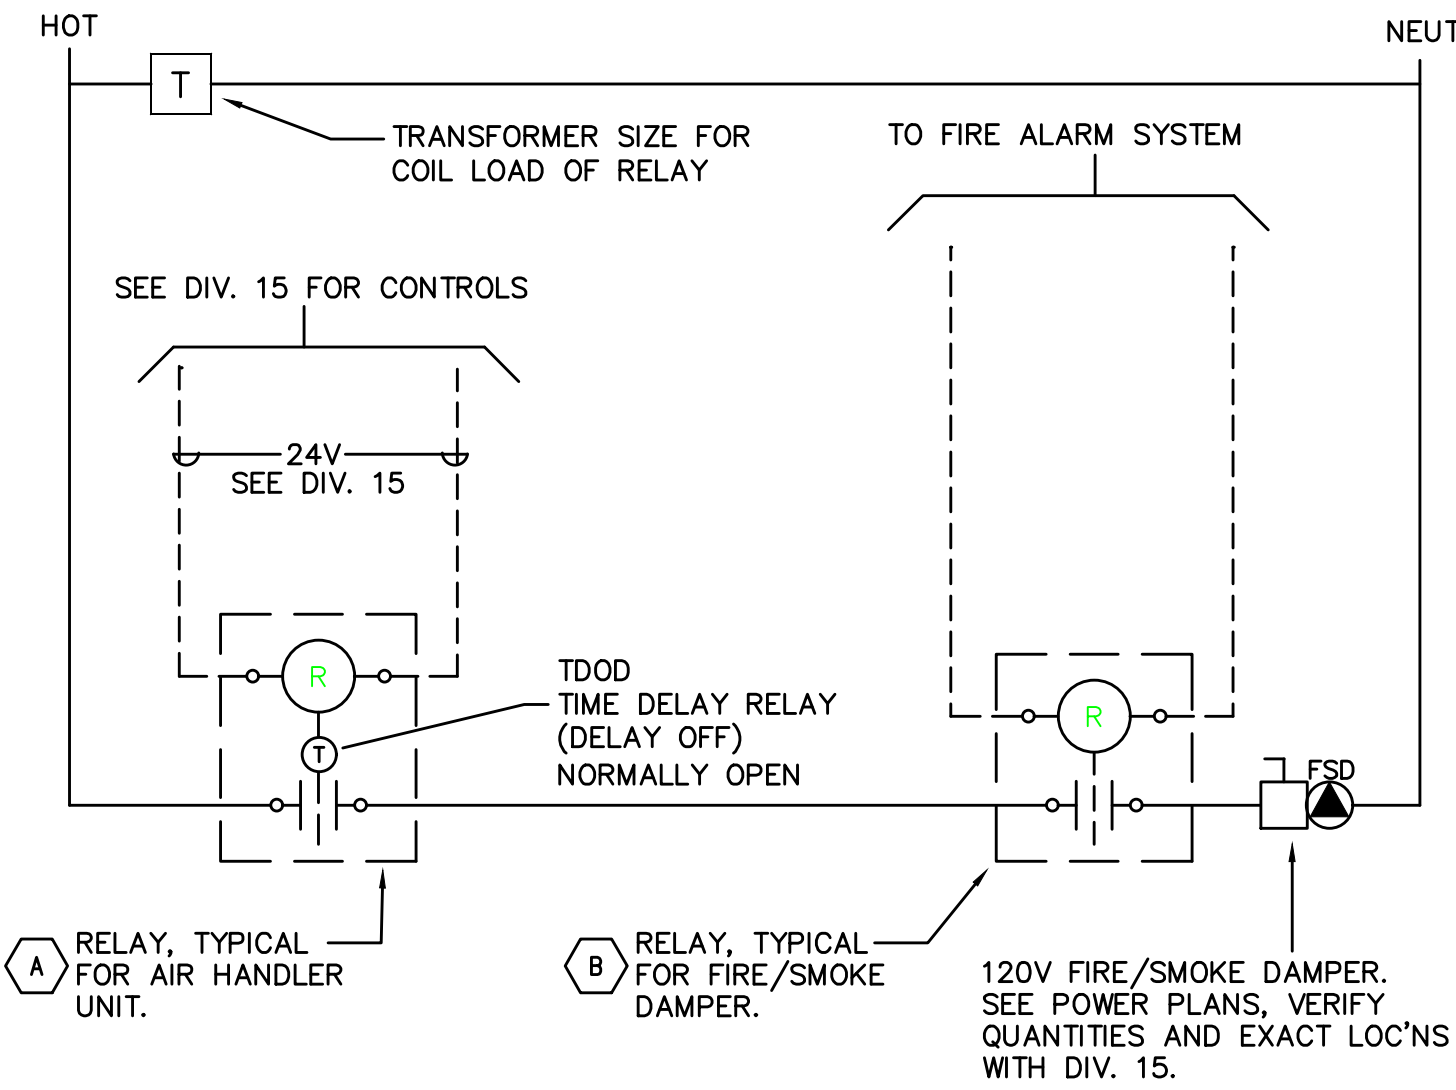 HOT
NEUT
T
TRANSFORMER SIZE FOR
COIL LOAD OF RELAY
TO FIRE ALARM SYSTEM
SEE DIV. 15 FOR CONTROLS
24V
SEE DIV. 15
R
T
TDOD
TIME DELAY RELAY
(DELAY OFF)
NORMALLY OPEN
R
FSD
A
RELAY, TYPICAL
FOR AIR HANDLER
UNIT.
B
RELAY, TYPICAL
FOR FIRE/SMOKE
DAMPER.
120V FIRE/SMOKE DAMPER.
SEE POWER PLANS, VERIFY
QUANTITIES AND EXACT LOC'NS
WITH DIV. 15.